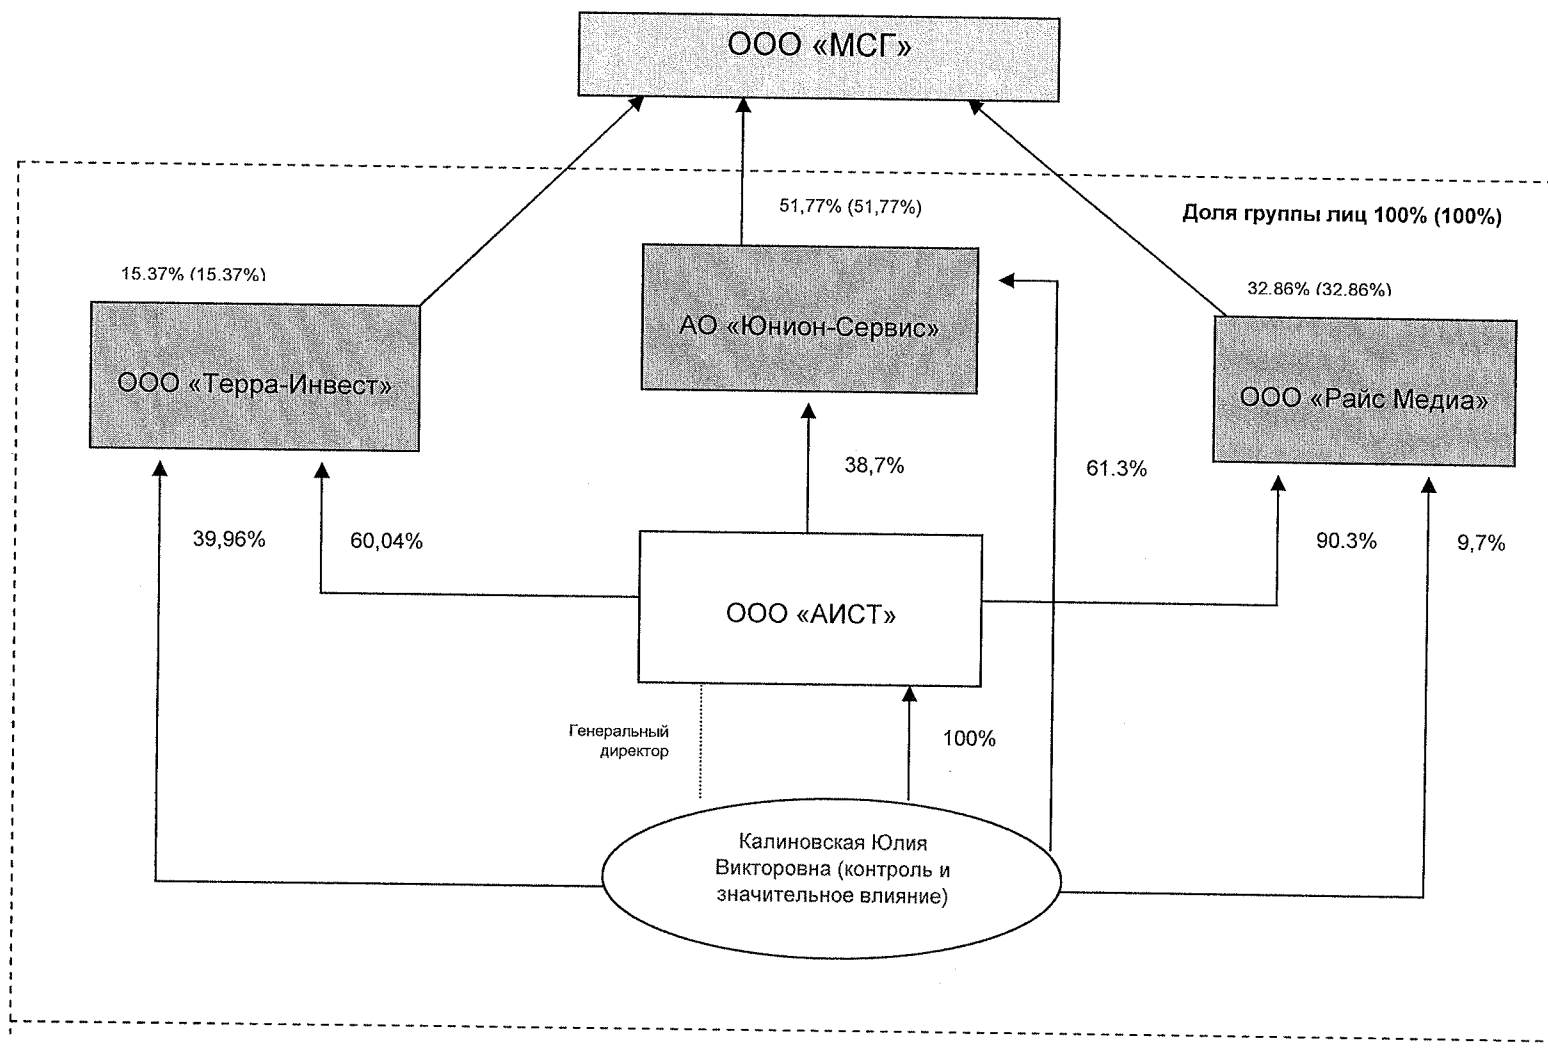 ООО «МСГ»
51,77% (51,77%)
Доля группы лиц 100% (100%)
15.37% (15.37%)
32.86% (32.86%)
АО «Юнион-Сервис»
ООО «Терра-Инвест»
ООО «Райс Медиа»
38,7%
61.3%
39,96%
60,04%
90.3%
9,7%
ООО «АИСТ»
Генеральный
директор
100%
Калиновская Юлия
Викторовна (контроль и
значительное влияние)